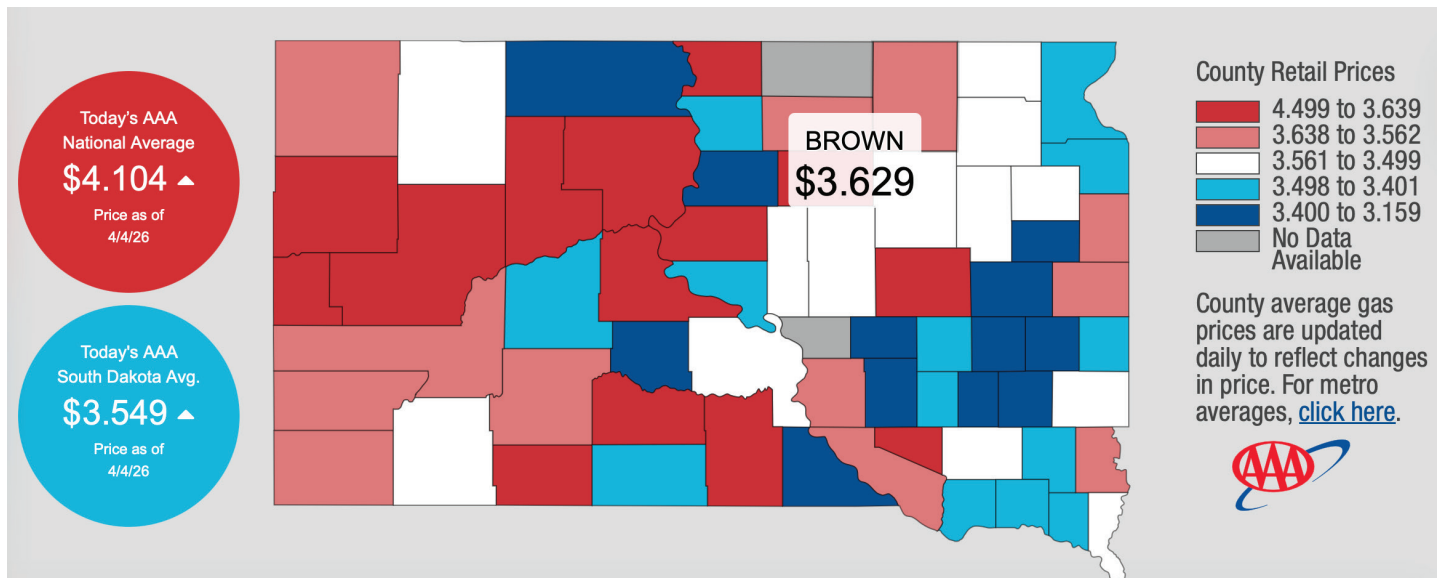 Today's AAA
National Average
$4.104
Price as of
4/4/26
Today's AAA
South Dakota Avg.
$3.549
Price as of
4/4/26
BROWN
$3.629
County Retail Prices
4.499 to 3.639
3.638 to 3.562
3.561 to 3.499
3.498 to 3.401
3.400 to 3.159
No Data
Available
County average gas
prices are updated
daily to reflect changes
in price. For metro
averages, click here.
AAA